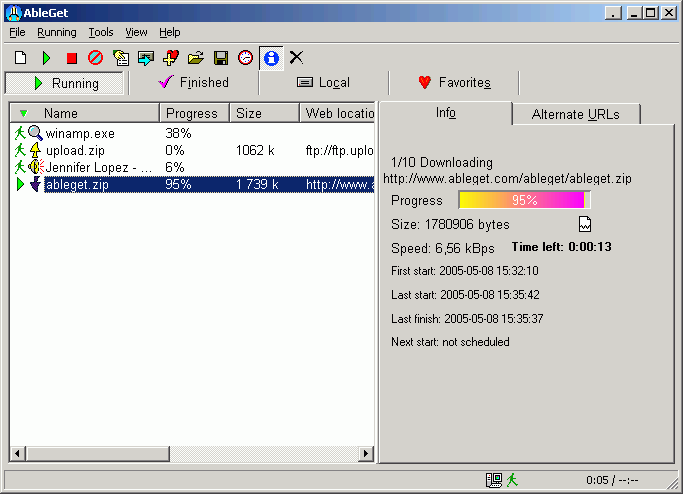 AbleGet
File Running Tools View Help
Running Finished Local Favorites
Name Progress Size Web locatio
winamp.exe 38%
upload.zip 0% 1062 k ftp://ftp.uplo
Jennifer Lopez - ... 6%
ableget.zip 95% 1 739 k http://www.a
Info Alternate URLs
1/10 Downloading
http://www.ableget.com/ableget/ableget.zip
Progress 95%
Size: 1780906 bytes
Speed: 6,56 kBps Time left: 0:00:13
First start: 2005-05-08 15:32:10
Last start: 2005-05-08 15:35:42
Last finish: 2005-05-08 15:35:37
Next start: not scheduled
0:05 / --:--